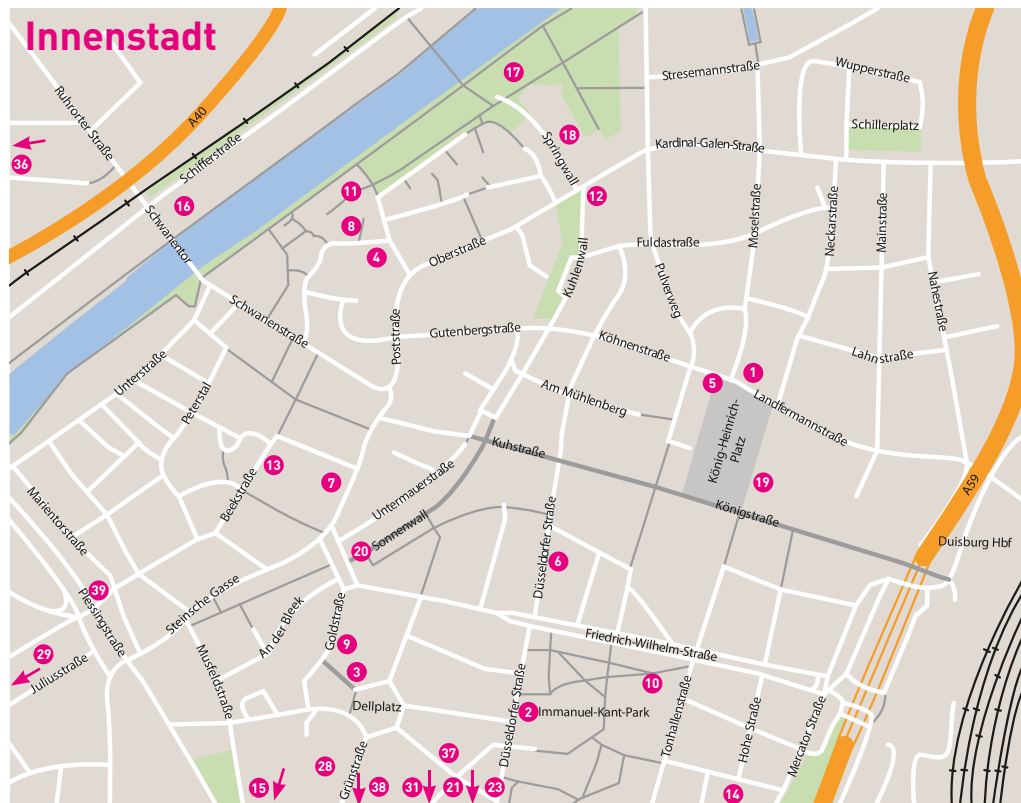 Innenstadt
17
Stresemannstraße
Wupperstraße
Ruhrorter Straße
A40
Schillerplatz
18
36
Schifferstraße
Springwall
Kardinal-Galen-Straße
11
12
16
Schwanentor
8
4
Oberstraße
Kuhlenwall
Fuldastraße
Moselstraße
Neckarstraße
Mainstraße
Pulverweg
Nahestraße
Schwanenstraße
Poststraße
Gutenbergstraße
Köhnenstraße
Lahnstraße
Unterstraße
Peterstal
Am Mühlenberg
5
1
Landfermannstraße
König-Heinrich-
Platz
Kuhstraße
13
7
19
Beekstraße
Untermauerstraße
Marientorstraße
Sonnenwall
Königstraße
A59
Duisburg Hbf
20
Düsseldorfer Straße
6
39
Plessingstraße
Steinsche Gasse
An der Bleek
Goldstraße
9
Friedrich-Wilhelm-Straße
29
Juliusstraße
Musfeldstraße
3
10
Dellplatz
2
Immanuel-Kant-Park
Düsseldorfer Straße
Tonhallenstraße
Hohe Straße
Mercator Straße
Grünstraße
37
28
15
38
31
21
23
14